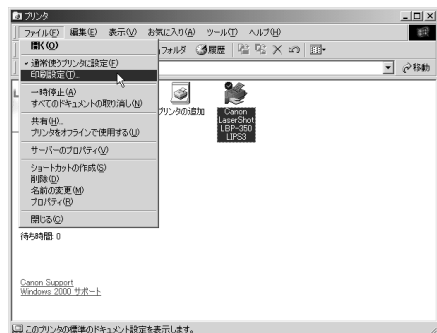 プリンタ
ファイル(F) 編集(E) 表示(V) お気に入り(A) ツール(T) ヘルプ(H)
開く(O)
フォルダ 履歴
通常使うプリンタに設定(F)
移動
印刷設定(T)...
一時停止(A)
すべてのドキュメントの取り消し(N)
プリンタの追加
Canon
LaserShot
LBP-350
LIPS3
共有(H)...
プリンタをオフラインで使用する(U)
サーバーのプロパティ(V)
ショートカットの作成(S)
削除(D)
名前の変更(M)
プロパティ(R)
閉じる(C)
待ち時間: 0
Canon Support
Windows 2000 サポート
このプリンタの標準のドキュメント設定を表示します。